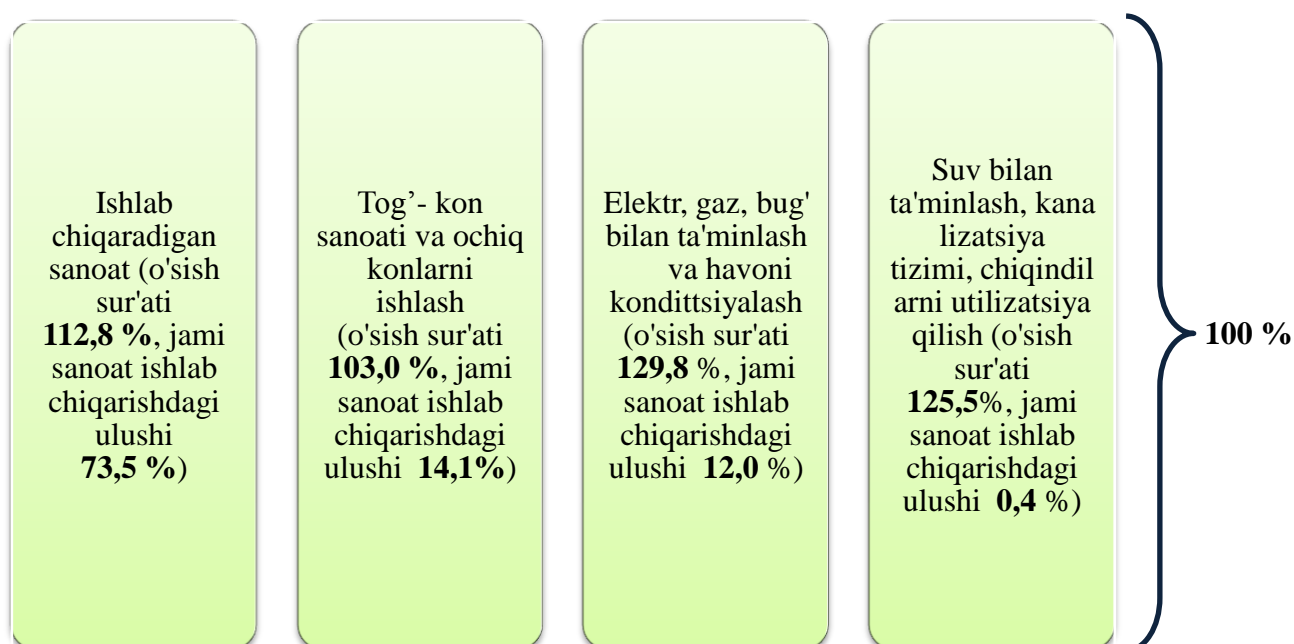 Ishlab
chiqaradigan
sanoat (o'sish
sur'ati
112,8 %, jami
sanoat ishlab
chiqarishdagi
ulushi
73,5 %)
Tog’- kon
sanoati va ochiq
konlarni
ishlash
(o'sish sur'ati
103,0 %, jami
sanoat ishlab
chiqarishdagi
ulushi 14,1%)
Elektr, gaz, bug'
bilan ta'minlash
va havoni
kondittsiyalash
(o'sish sur'ati
129,8 %, jami
sanoat ishlab
chiqarishdagi
ulushi 12,0 %)
Suv bilan
ta'minlash, kana
lizatsiya
tizimi, chiqindil
arni utilizatsiya
qilish (o'sish
sur'ati
125,5%, jami
sanoat ishlab
chiqarishdagi
ulushi 0,4 %)
100 %